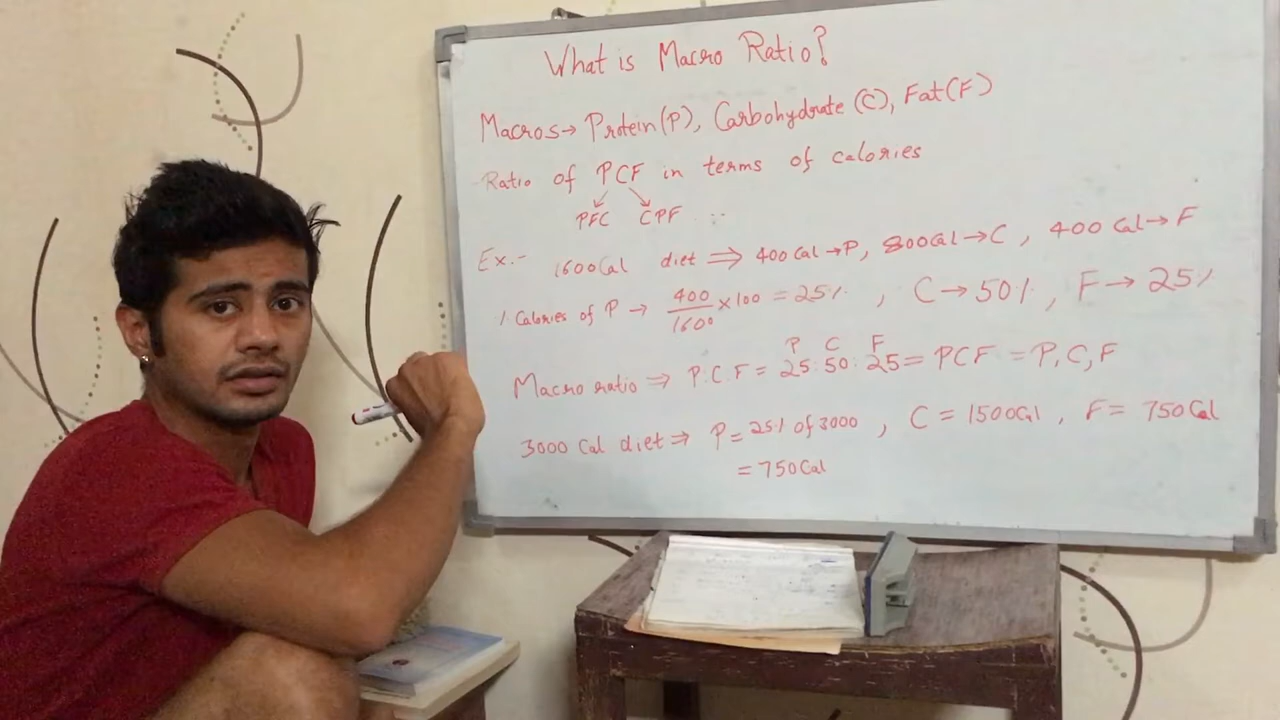 What is Macro Ratio?
Macros→ Protein(P), Carbohydrate (C), Fat(F)
Ratio of PCF in terms of calories
PFC CPF
Ex:- 1600 Cal diet ⇒ 400 Cal→P, 800 Cal→C, 400 Cal→F
% Calories of P → 400/1600 ×100 = 25%, C→50%, F→25%
P C F
Macro ratio ⇒ P:C:F = 25:50:25 = PCF = P,C,F
3000 Cal diet ⇒ P = 25% of 3000, C = 1500 Cal, F = 750 Cal
= 750 Cal